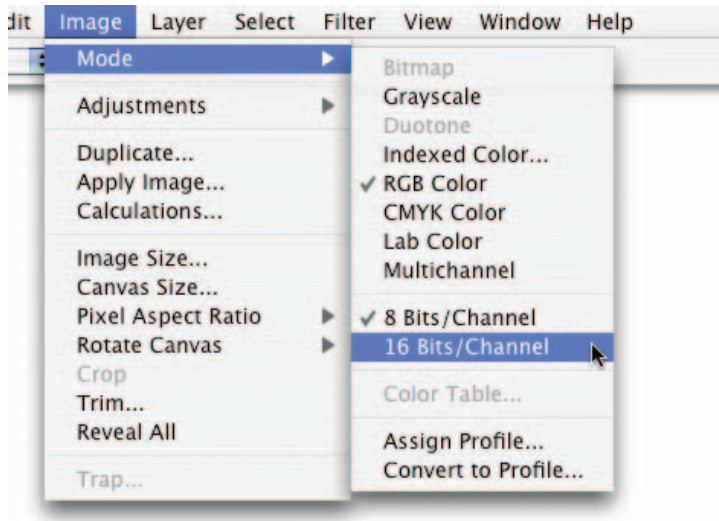 dit Image Layer Select Filter View Window Help
Mode
Adjustments
Duplicate...
Apply Image...
Calculations...
Image Size...
Canvas Size...
Pixel Aspect Ratio
Rotate Canvas
Crop
Trim...
Reveal All
Trap...
Bitmap
Grayscale
Duotone
Indexed Color...
RGB Color
CMYK Color
Lab Color
Multichannel
8 Bits/Channel
16 Bits/Channel
Color Table...
Assign Profile...
Convert to Profile...